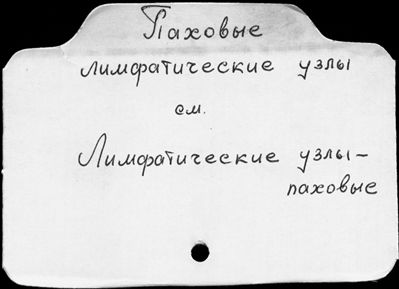 Паховые
лимфатические узлы
см.
Лимфатические узлы-
паховые